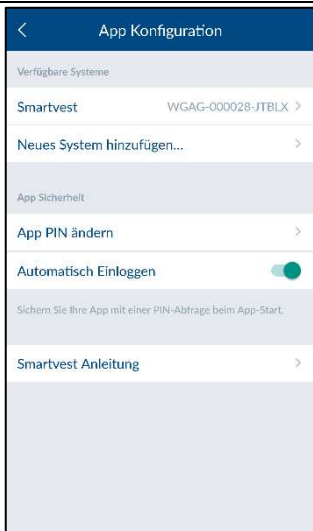 App Konfiguration
Verfügbare Systeme
Smartvest WGAG-000028-JTBLX
Neues System hinzufügen...
App Sicherheit
App PIN ändern
Automatisch Einloggen
Sichern Sie Ihre App mit einer PIN-Abfrage beim App-Start.
Smartvest Anleitung